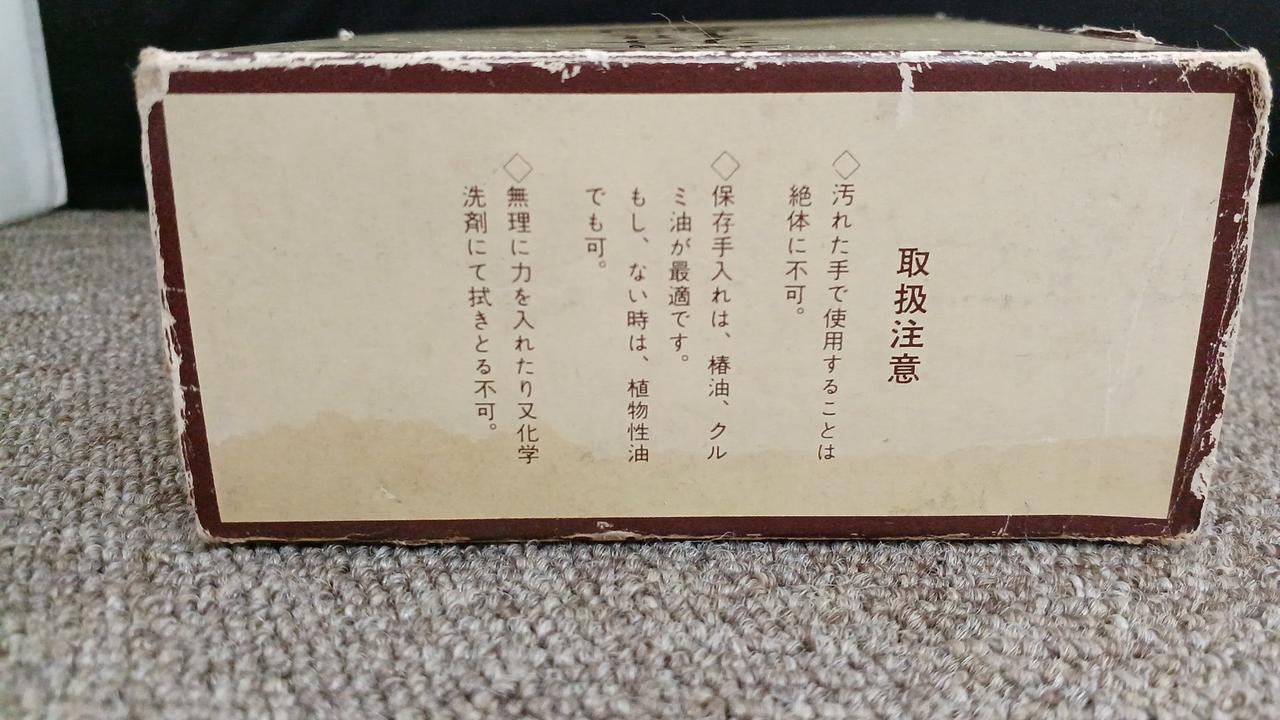 取扱注意
◇汚れた手で使用することは
絶体に不可。
◇保存手入れは、椿油、クル
ミ油が最適です。
もし、ない時は、植物性油
でも可。
◇無理に力を入れたり又化学
洗剤にて拭きとる不可。